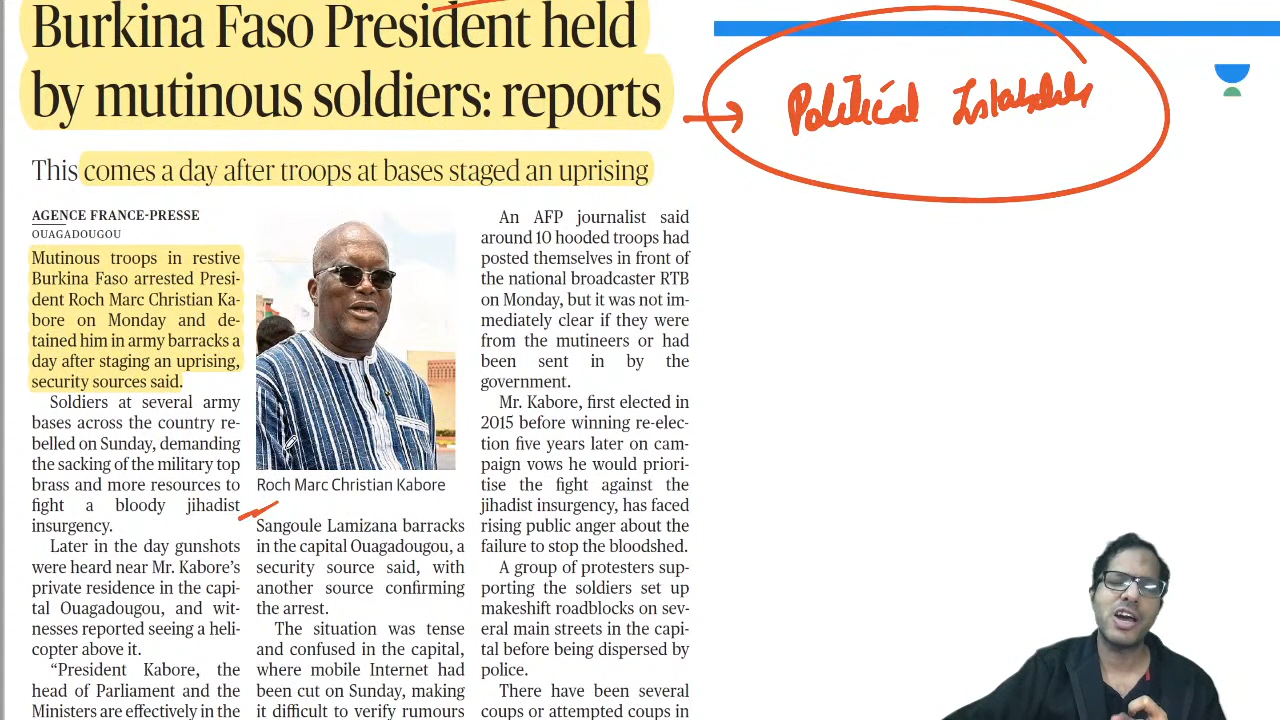 Burkina Faso President held
by mutinous soldiers: reports
Political
This comes a day after troops at bases staged an uprising
AGENCE FRANCE-PRESSE
OUAGADOUGOU
Mutinous troops in restive
Burkina Faso arrested Presi-
dent Roch Marc Christian Ka-
bore on Monday and de-
tained him in army barracks a
day after staging an uprising,
security sources said.
Soldiers at several army
bases across the country re-
belled on Sunday, demanding
the sacking of the military top
brass and more resources to
fight a bloody jihadist
insurgency.
Later in the day gunshots
were heard near Mr. Kabore’s
private residence in the capi-
tal Ouagadougou, and wit-
nesses reported seeing a heli-
copter above it.
“President Kabore, the
head of Parliament and the
Ministers are effectively in the
Roch Marc Christian Kabore
Sangoule Lamizana barracks
in the capital Ouagadougou, a
security source said, with
another source confirming
the arrest.
The situation was tense
and confused in the capital,
where mobile Internet had
been cut on Sunday, making
it difficult to verify rumours
An AFP journalist said
around 10 hooded troops had
posted themselves in front of
the national broadcaster RTB
on Monday, but it was not im-
mediately clear if they were
from the mutineers or had
been sent in by the
government.
Mr. Kabore, first elected in
2015 before winning re-elec-
tion five years later on cam-
paign vows he would priori-
tise the fight against the
jihadist insurgency, has faced
rising public anger about the
failure to stop the bloodshed.
A group of protesters sup-
porting the soldiers set up
makeshift roadblocks on sev-
eral main streets in the capi-
tal before being dispersed by
police.
There have been several
coups or attempted coups in